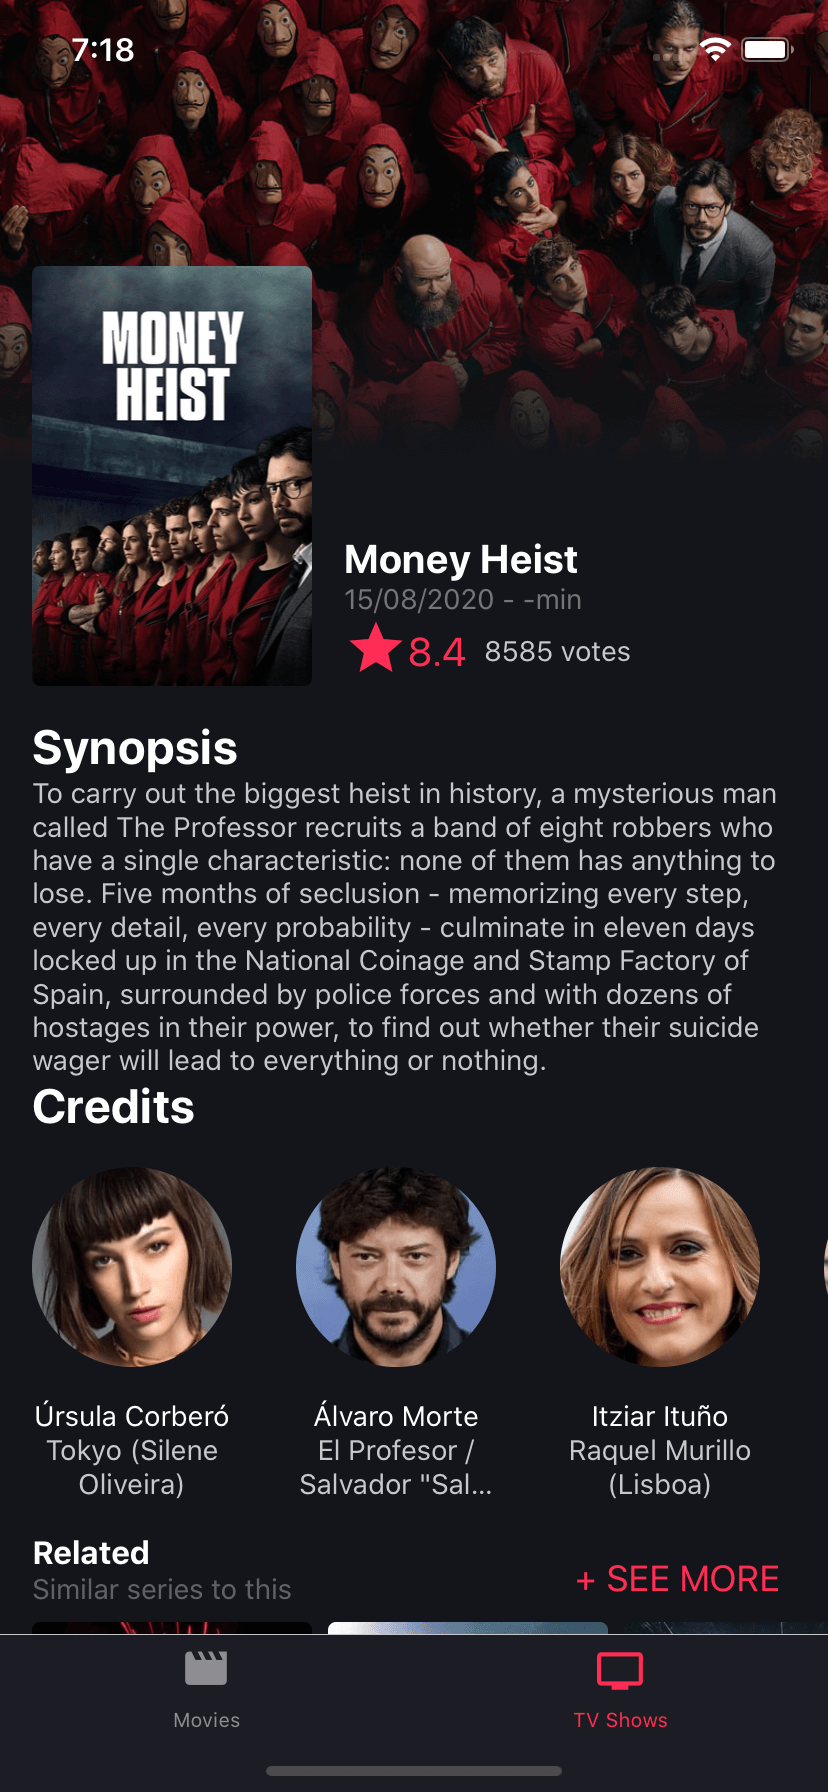 7:18
MONEY
HEIST
Money Heist
15/08/2020 - -min
8.4 8585 votes
Synopsis
To carry out the biggest heist in history, a mysterious man
called The Professor recruits a band of eight robbers who
have a single characteristic: none of them has anything to
lose. Five months of seclusion - memorizing every step,
every detail, every probability - culminate in eleven days
locked up in the National Coinage and Stamp Factory of
Spain, surrounded by police forces and with dozens of
hostages in their power, to find out whether their suicide
wager will lead to everything or nothing.
Credits
Úrsula Corberó
Tokyo (Silene
Oliveira)
Álvaro Morte
El Profesor /
Salvador "Sal...
Itziar Ituño
Raquel Murillo
(Lisboa)
Related
Similar series to this
+ SEE MORE
Movies
TV Shows